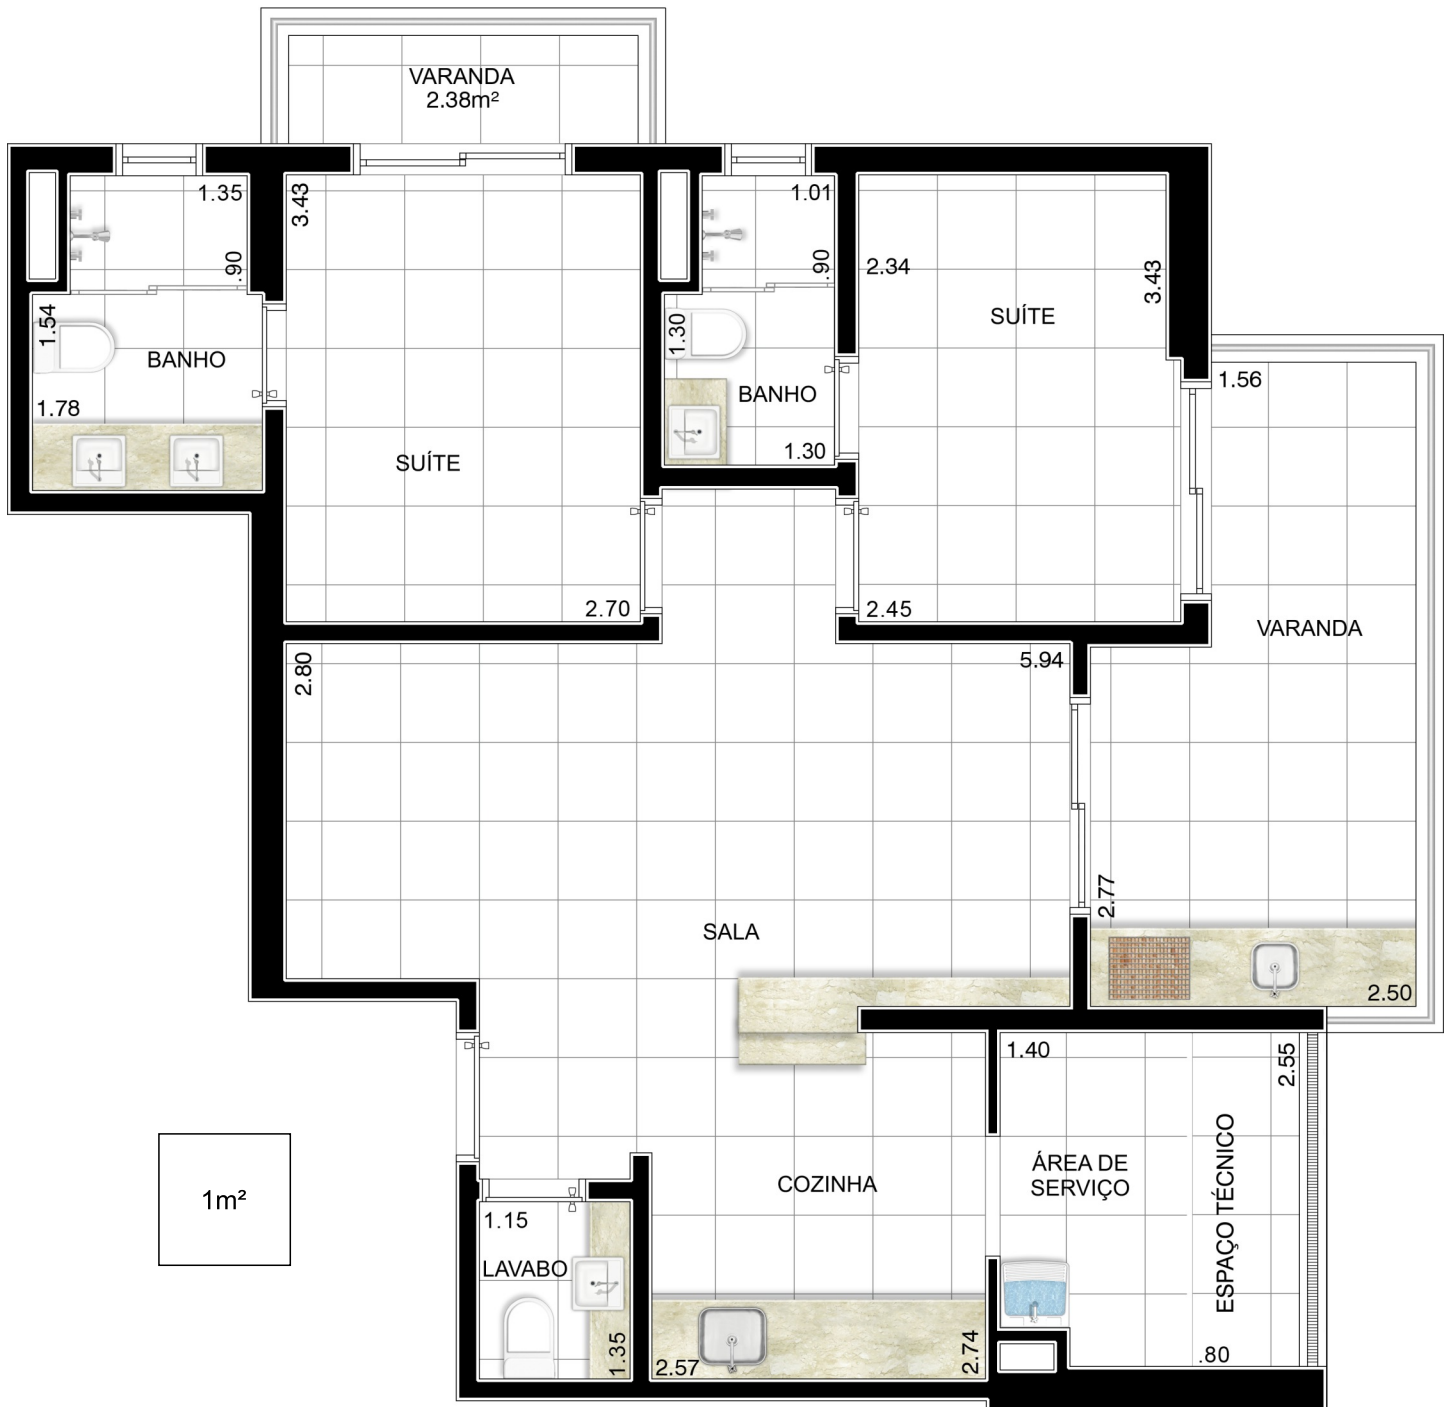 VARANDA
2.38m²
1.35
3.43
1.01
.90
.90
2.34
3.43
1.54
BANHO
1.30
SUÍTE
1.78
BANHO
1.56
SUÍTE
1.30
2.70
2.45
VARANDA
2.80
5.94
2.77
SALA
2.50
1.40
2.55
1m²
COZINHA
ÁREA DE
SERVIÇO
ESPAÇO TÉCNICO
1.15
LAVABO
1.35
2.57
2.74
.80